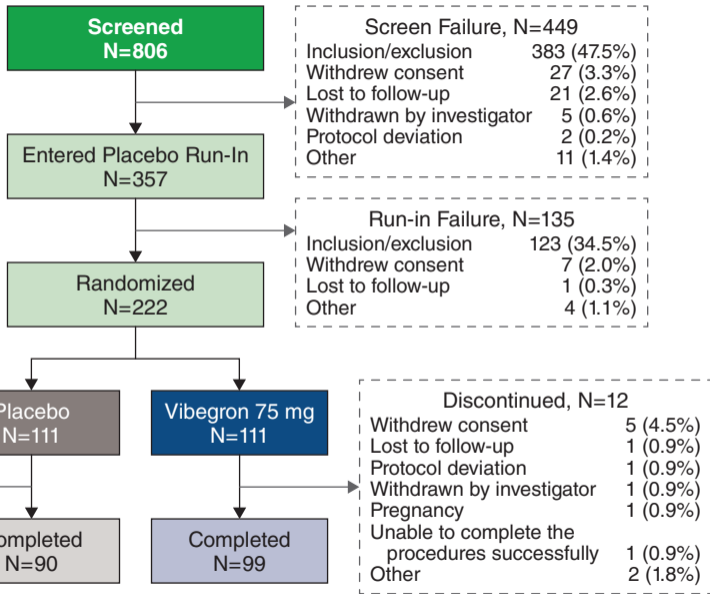 Screened
N=806
Screen Failure, N=449
Inclusion/exclusion 383 (47.5%)
Withdrew consent 27 (3.3%)
Lost to follow-up 21 (2.6%)
Withdrawn by investigator 5 (0.6%)
Protocol deviation 2 (0.2%)
Other 11 (1.4%)
Entered Placebo Run-In
N=357
Run-in Failure, N=135
Inclusion/exclusion 123 (34.5%)
Withdrew consent 7 (2.0%)
Lost to follow-up 1 (0.3%)
Other 4 (1.1%)
Randomized
N=222
Placebo
N=111
Vibegron 75 mg
N=111
Discontinued, N=12
Withdrew consent 5 (4.5%)
Lost to follow-up 1 (0.9%)
Protocol deviation 1 (0.9%)
Withdrawn by investigator 1 (0.9%)
Pregnancy 1 (0.9%)
Unable to complete the
procedures successfully 1 (0.9%)
Other 2 (1.8%)
ompleted
N=90
Completed
N=99